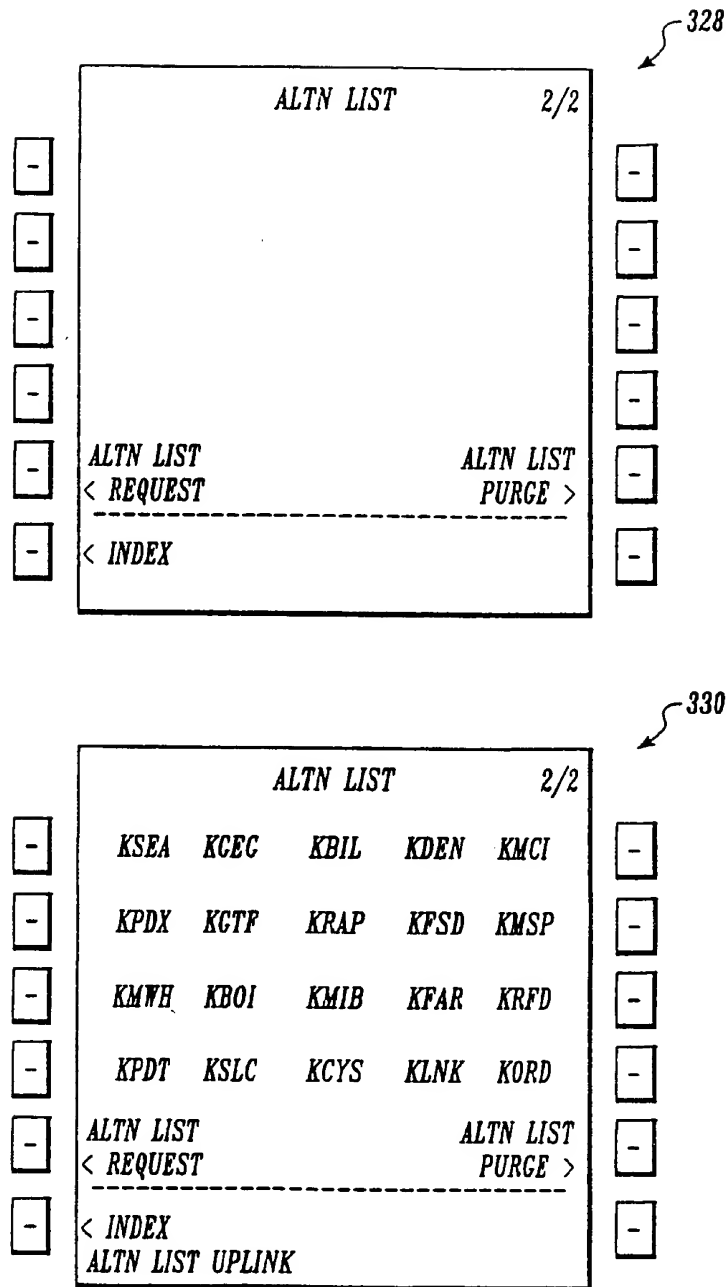 328
ALTN LIST 2/2
-
-
-
-
-
-
-
-
ALTN LIST ALTN LIST
- < REQUEST PURGE > -
- < INDEX -
330
ALTN LIST 2/2
- KSEA KGEG KBIL KDEN KMCI -
- KPDX KGTF KRAP KFSD KMSP -
- KMWH KBOI KMIB KFAR KRFD -
- KPDT KSLC KCYS KLNK KORD -
ALTN LIST ALTN LIST
- < REQUEST PURGE > -
- < INDEX -
ALTN LIST UPLINK